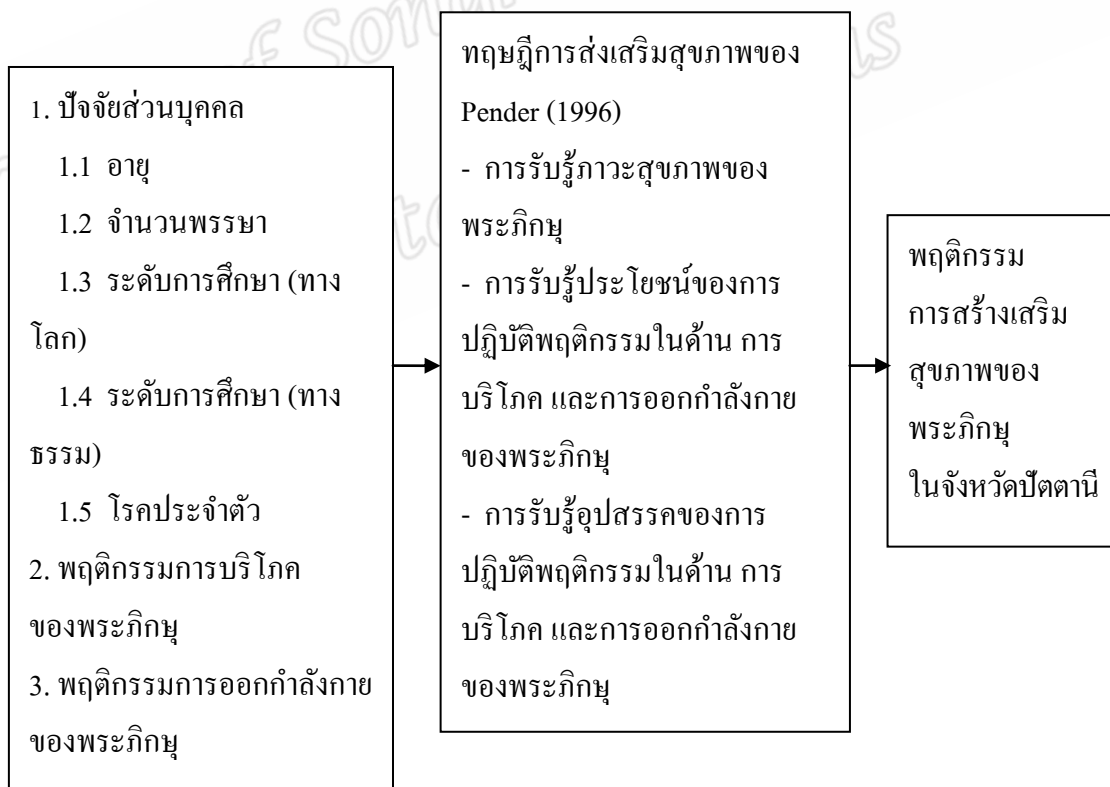 1. ปัจจัยส่วนบุคคล
1.1 อายุ
1.2 จำนวนพรรษา
1.3 ระดับการศึกษา (ทาง
โลก)
1.4 ระดับการศึกษา (ทาง
ธรรม)
1.5 โรคประจำตัว
2. พฤติกรรมการบริโภค
ของพระภิกษุ
3. พฤติกรรมการออกกำลังกาย
ของพระภิกษุ
ทฤษฎีการส่งเสริมสุขภาพของ
Pender (1996)
- การรับรู้ภาวะสุขภาพของ
พระภิกษุ
- การรับรู้ประโยชน์ของการ
ปฏิบัติพฤติกรรมในด้าน การ
บริโภค และการออกกำลังกาย
ของพระภิกษุ
- การรับรู้อุปสรรคของการ
ปฏิบัติพฤติกรรมในด้าน การ
บริโภค และการออกกำลังกาย
ของพระภิกษุ
พฤติกรรม
การสร้างเสริม
สุขภาพของ
พระภิกษุ
ในจังหวัดปัตตานี